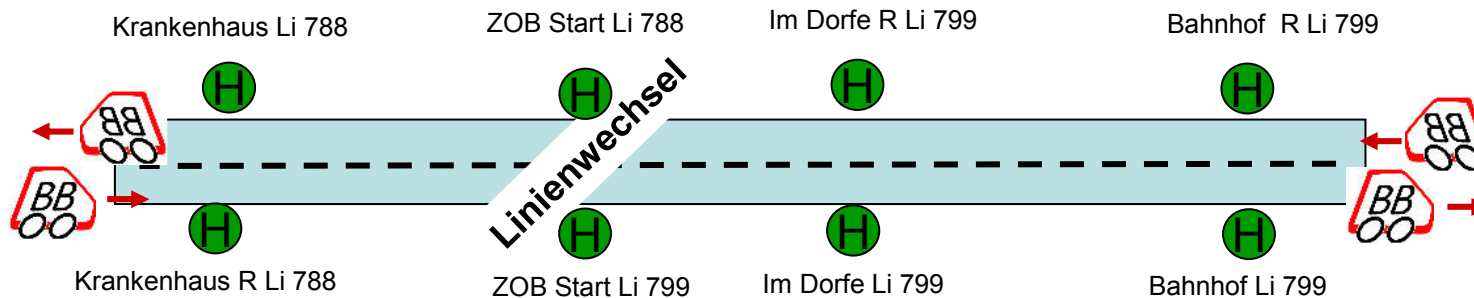 Krankenhaus Li 788
ZOB Start Li 788
Im Dorfe R Li 799
Bahnhof R Li 799
H
H
H
H
BB
BB
Linienwechsel
BB
BB
H
H
H
H
Krankenhaus R Li 788
ZOB Start Li 799
Im Dorfe Li 799
Bahnhof Li 799